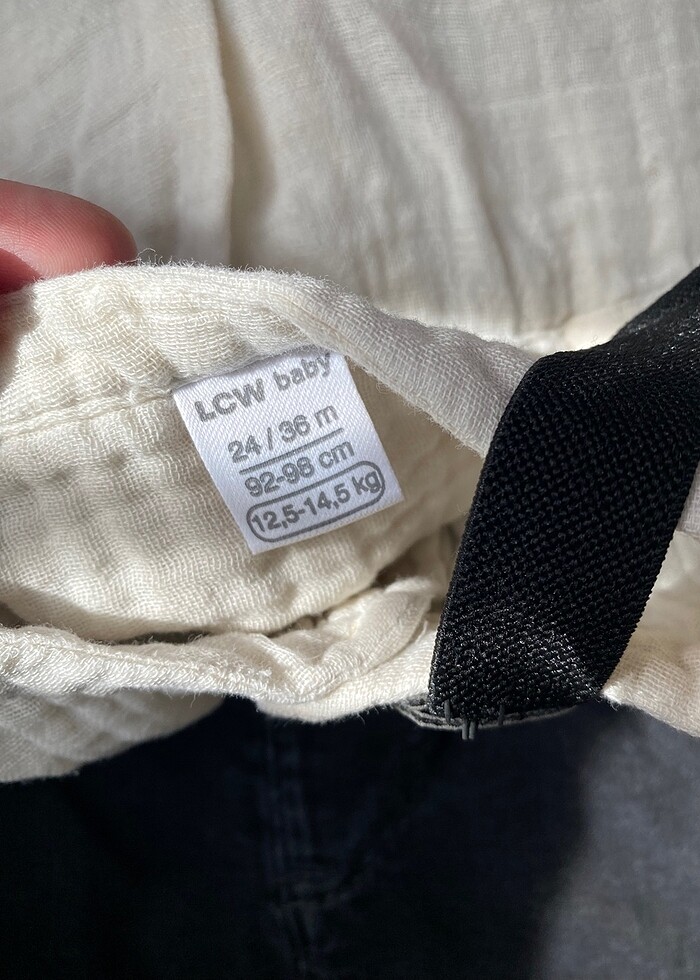 LCW baby
24 / 36 m
92-98 cm
12,5-14,5 kg